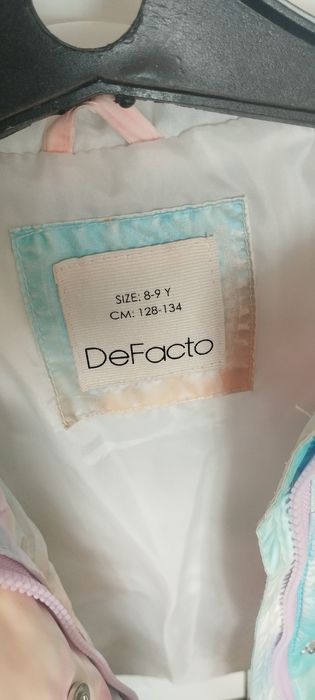 SIZE: 8-9 Y
CM: 128-134
DeFacto